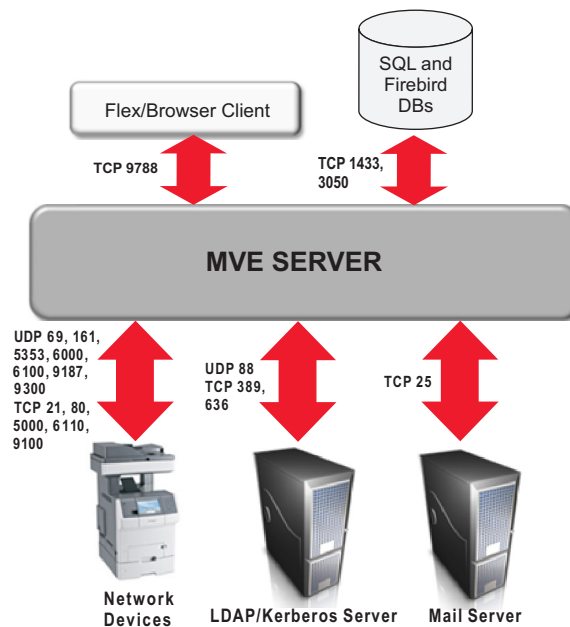 Flex/Browser Client
SQL and
Firebird
DBs
TCP 9788
TCP 1433,
3050
MVE SERVER
UDP 69, 161,
5353, 6000,
6100, 9187,
9300
TCP 21, 80,
5000, 6110,
9100
UDP 88
TCP 389,
636
TCP 25
Network
Devices
LDAP/Kerberos Server
Mail Server